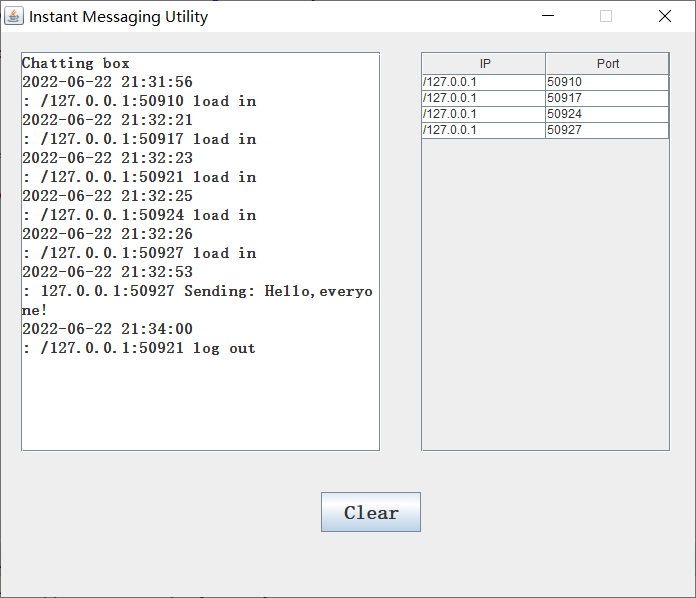 Instant Messaging Utility
Chatting box
2022-06-22 21:31:56
: /127.0.0.1:50910 load in
2022-06-22 21:32:21
: /127.0.0.1:50917 load in
2022-06-22 21:32:23
: /127.0.0.1:50921 load in
2022-06-22 21:32:25
: /127.0.0.1:50924 load in
2022-06-22 21:32:26
: /127.0.0.1:50927 load in
2022-06-22 21:32:53
: 127.0.0.1:50927 Sending: Hello,everyo
ne!
2022-06-22 21:34:00
: /127.0.0.1:50921 log out
IP Port
/127.0.0.1 50910
/127.0.0.1 50917
/127.0.0.1 50924
/127.0.0.1 50927
Clear